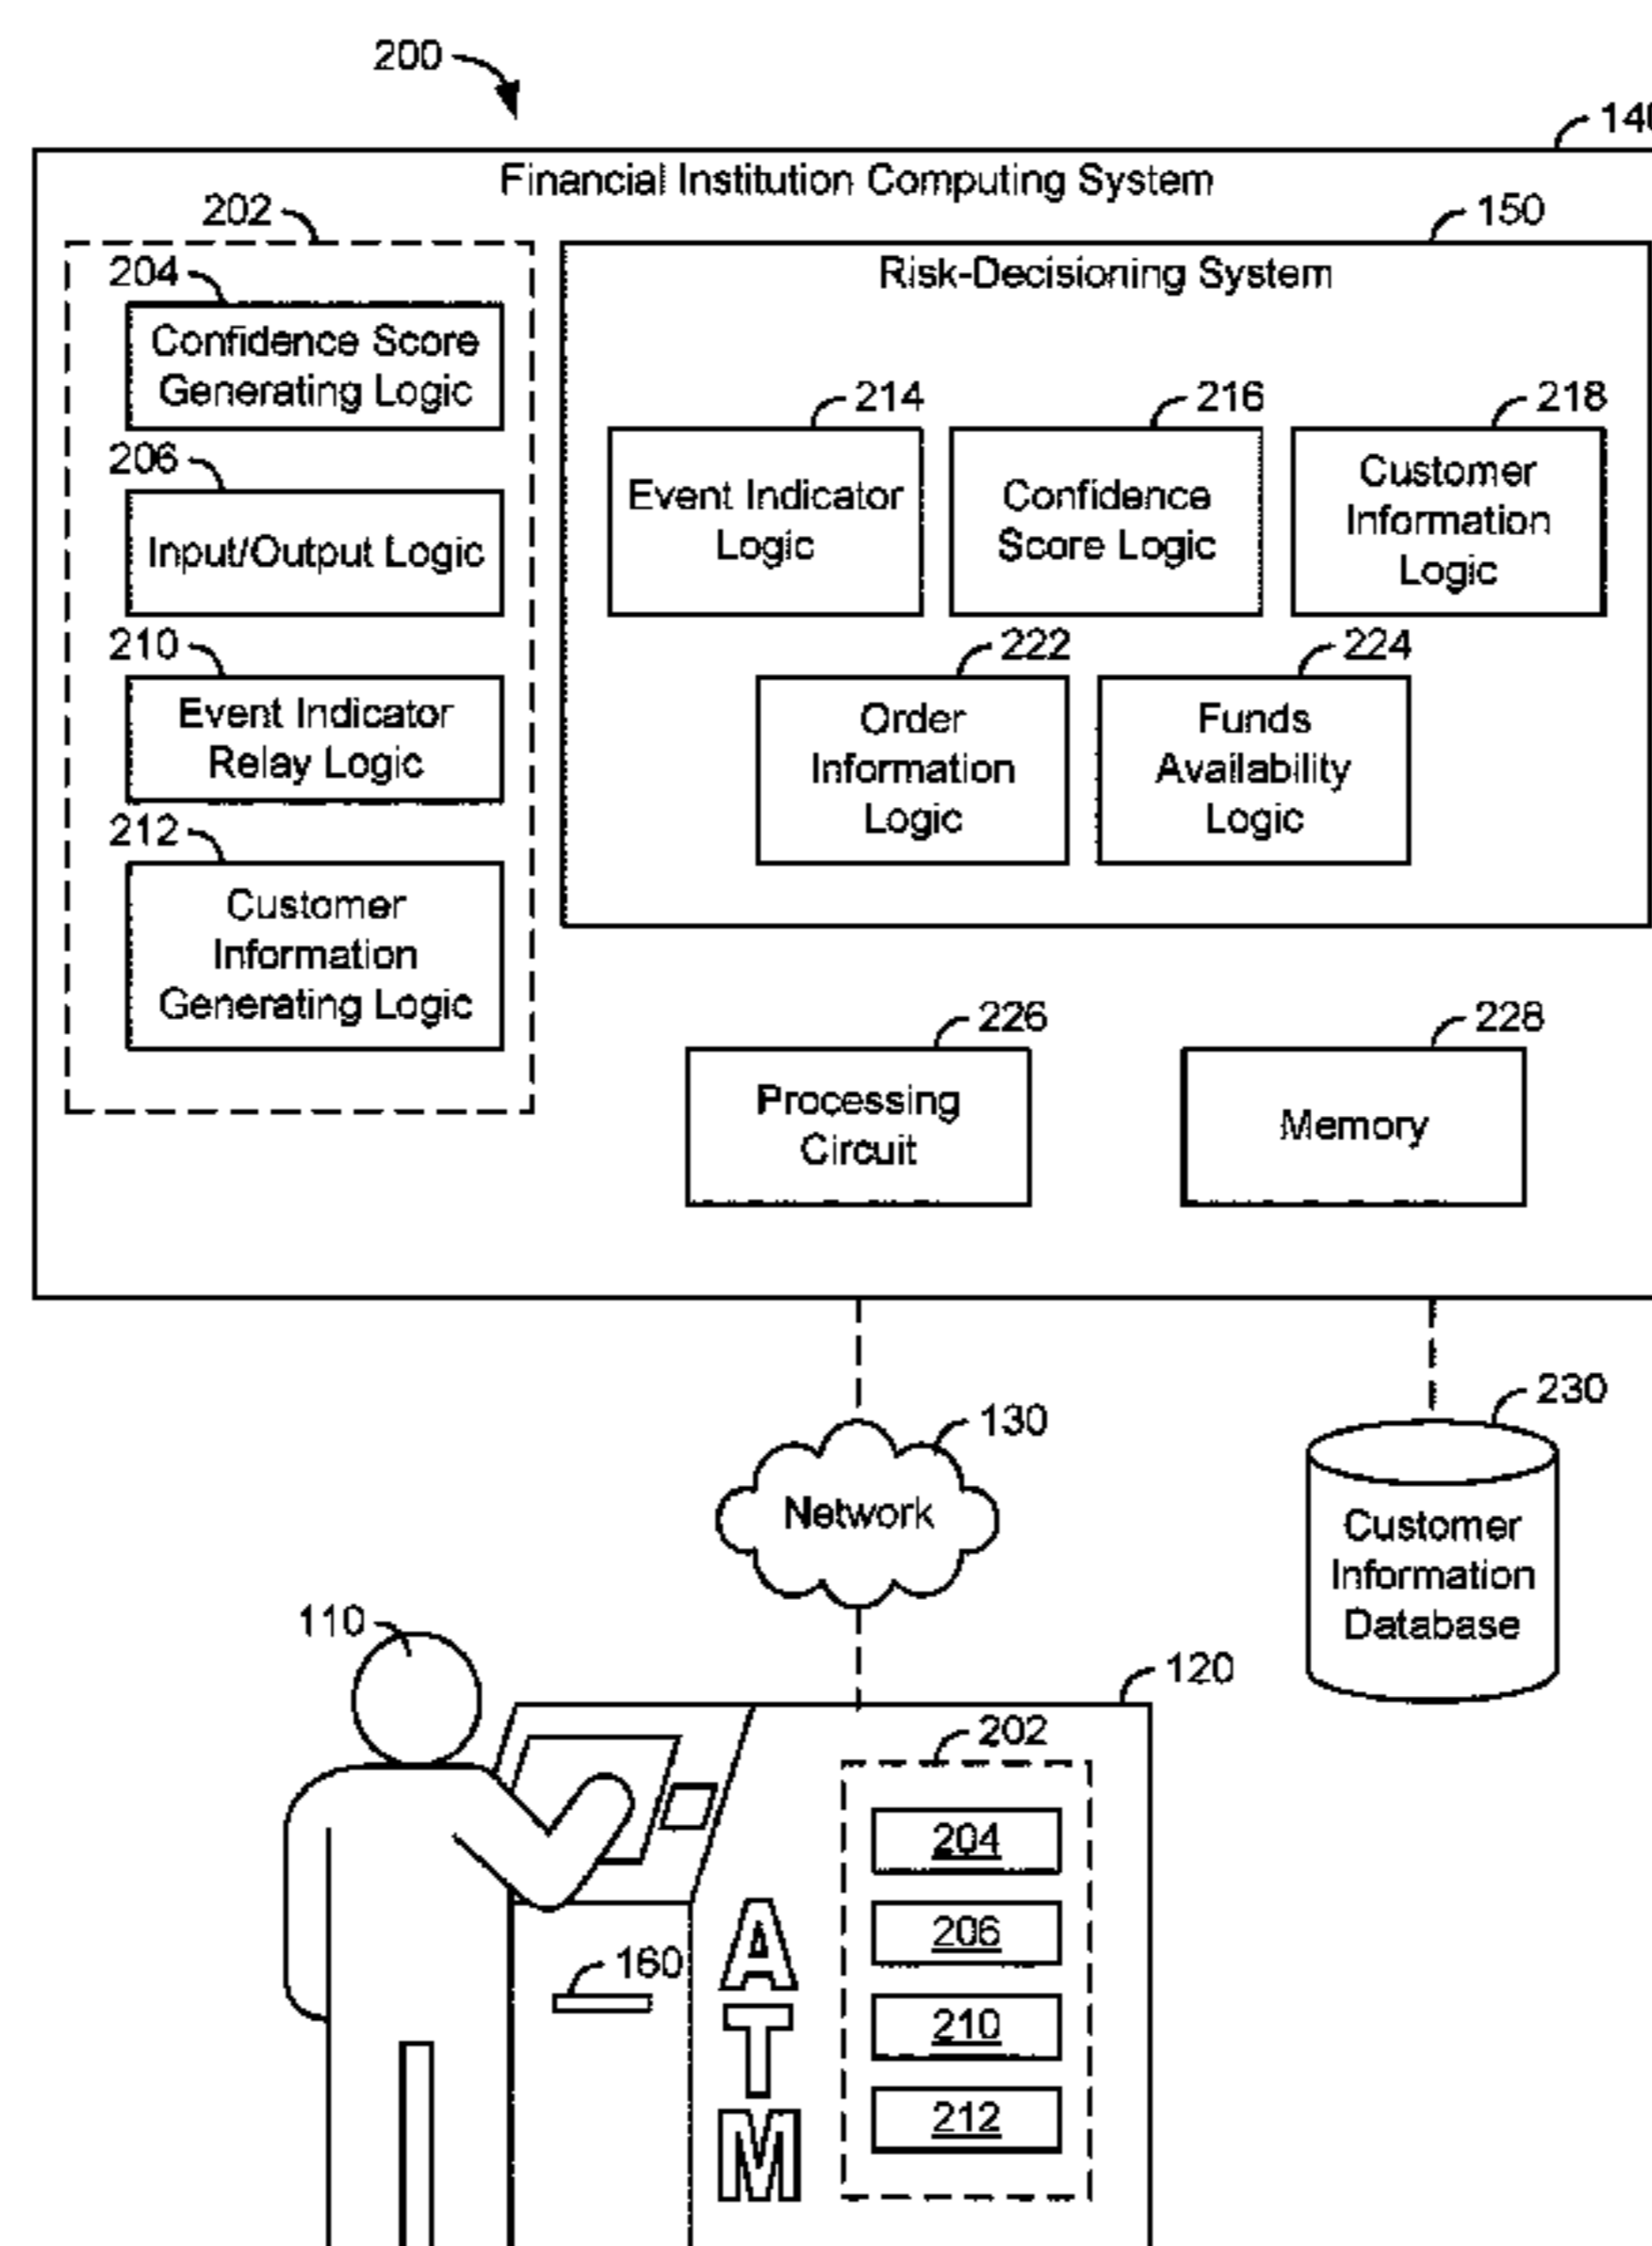 200
140
Financial Institution Computing System
202
150
204
Risk-Decisioning System
Confidence Score
Generating Logic
214
216
218
206
Event Indicator
Logic
Confidence
Score Logic
Customer
Information
Logic
Input/Output Logic
210
222
224
Event Indicator
Relay Logic
Order
Information
Logic
Funds
Availability
Logic
212
Customer
Information
Generating Logic
226
228
Processing
Circuit
Memory
130
230
Network
Customer
Information
Database
110
120
202
204
206
160
210
212
ATM